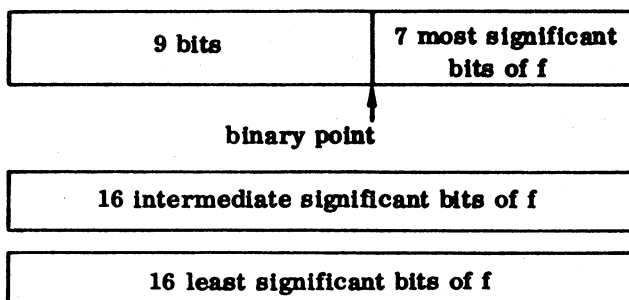 9 bits
7 most significant
bits of f
binary point
16 intermediate significant bits of f
16 least significant bits of f